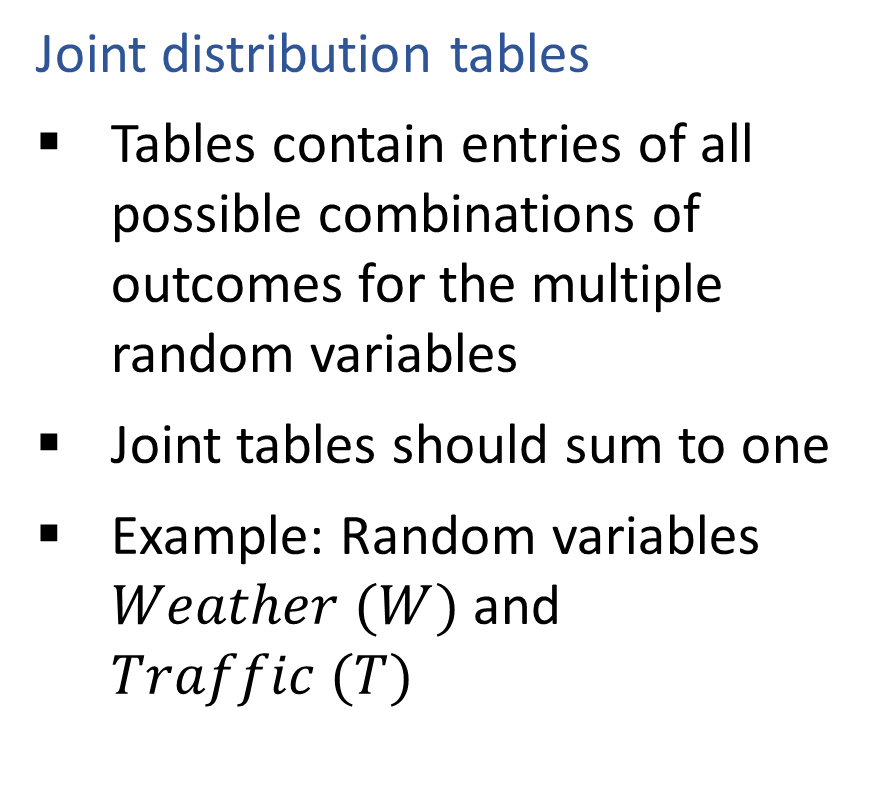 Joint distribution tables
▪ Tables contain entries of all
possible combinations of
outcomes for the multiple
random variables
▪ Joint tables should sum to one
▪ Example: Random variables
Weather (W) and
Traffic (T)